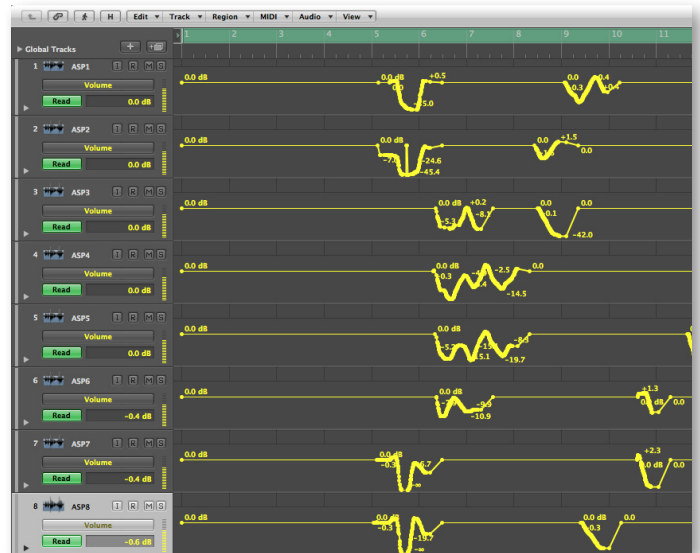 H Edit Track Region MIDI Audio View
Global Tracks 1 2 3 4 5 6 7 8 9 10 11
1 ASP1 I R M S
Volume
Read 0.0 dB
0.0 dB 0.0 dB 0.0 +0.5 0.0 -0.3 +0.4
2 ASP2 I R M S
Volume
Read 0.0 dB
0.0 dB 0.0 dB -24.6 -45.4 0.0 +1.5 0.0
3 ASP3 I R M S
Volume
Read 0.0 dB
0.0 dB 0.0 dB -5.3 +0.2 -8.1 0.0 -0.1 0.0 -42.0
4 ASP4 I R M S
Volume
Read 0.0 dB
0.0 dB 0.0 dB +0.3 -2.5 -14.5 0.0
5 ASP5 I R M S
Volume
Read 0.0 dB
0.0 dB 0.0 dB -8.3 -19.7
6 ASP6 I R M S
Volume
Read -0.4 dB
0.0 dB 0.0 dB -10.9 +1.3 0.0
7 ASP7 I R M S
Volume
Read -0.4 dB
0.0 dB 0.0 dB -0.3 -∞ +2.3 0.0 dB 0.0
8 ASP8 I R M S
Volume
Read -0.6 dB
0.0 dB 0.0 dB -0.3 -19.7 -∞ 0.0 dB -0.3 0.0